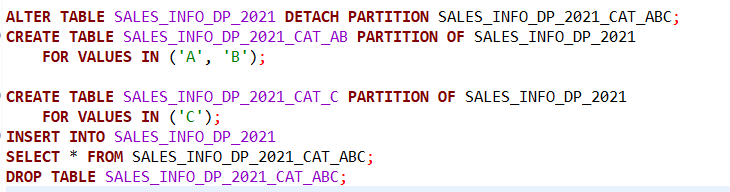 ALTER TABLE SALES_INFO_DP_2021 DETACH PARTITION SALES_INFO_DP_2021_CAT_ABC;
CREATE TABLE SALES_INFO_DP_2021_CAT_AB PARTITION OF SALES_INFO_DP_2021
    FOR VALUES IN ('A', 'B');

CREATE TABLE SALES_INFO_DP_2021_CAT_C PARTITION OF SALES_INFO_DP_2021
    FOR VALUES IN ('C');
INSERT INTO SALES_INFO_DP_2021
SELECT * FROM SALES_INFO_DP_2021_CAT_ABC;
DROP TABLE SALES_INFO_DP_2021_CAT_ABC;